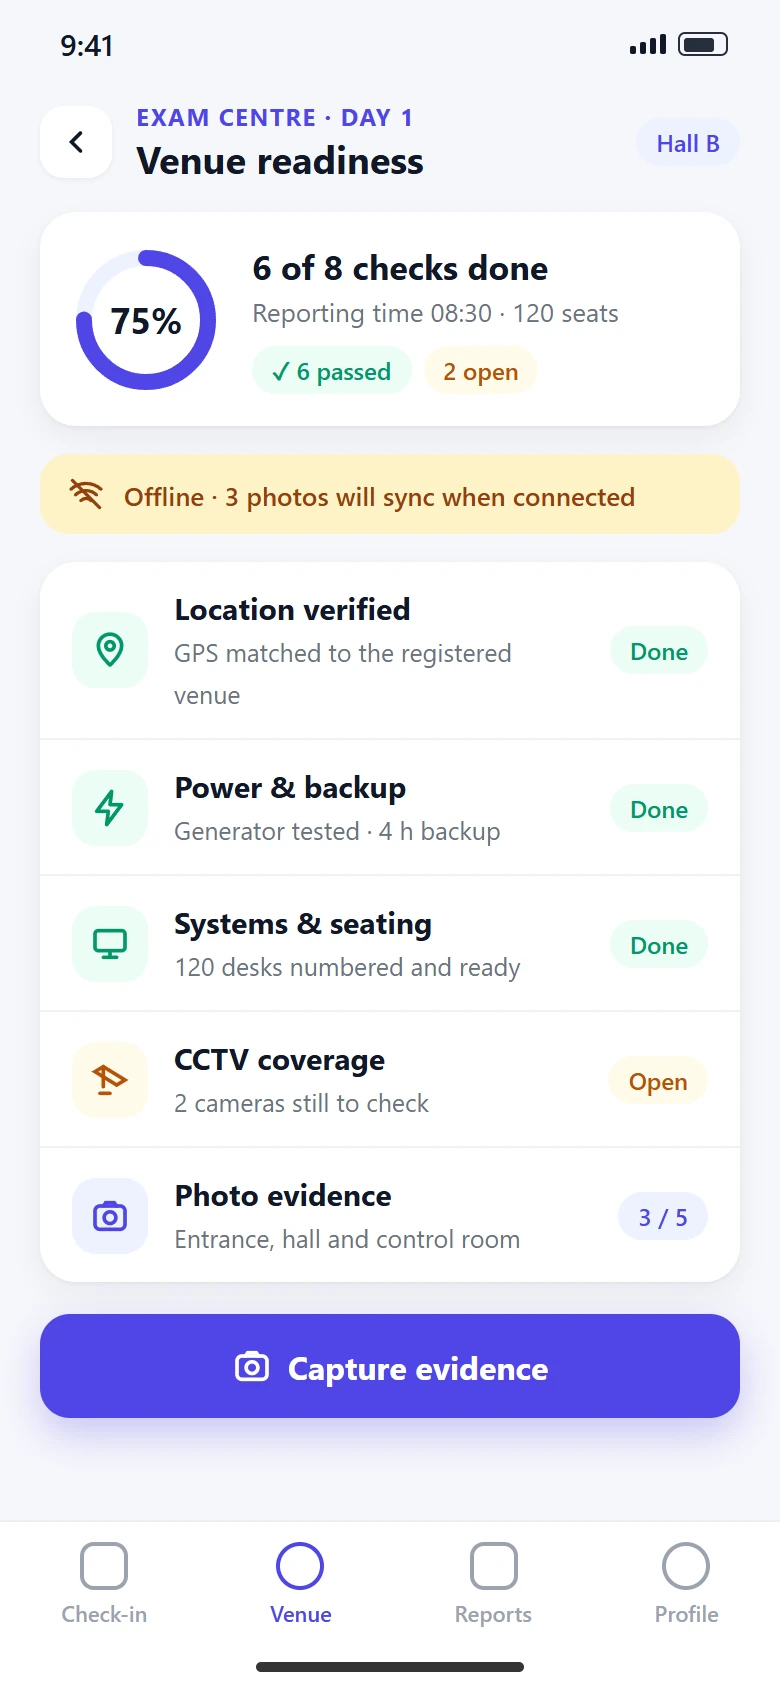 9:41
EXAM CENTRE · DAY 1
Venue readiness
Hall B
75%
6 of 8 checks done
Reporting time 08:30 · 120 seats
✓ 6 passed
2 open
Offline · 3 photos will sync when connected
Location verified
GPS matched to the registered
venue
Done
Power & backup
Generator tested · 4 h backup
Done
Systems & seating
120 desks numbered and ready
Done
CCTV coverage
2 cameras still to check
Open
Photo evidence
Entrance, hall and control room
3 / 5
Capture evidence
Check-in
Venue
Reports
Profile